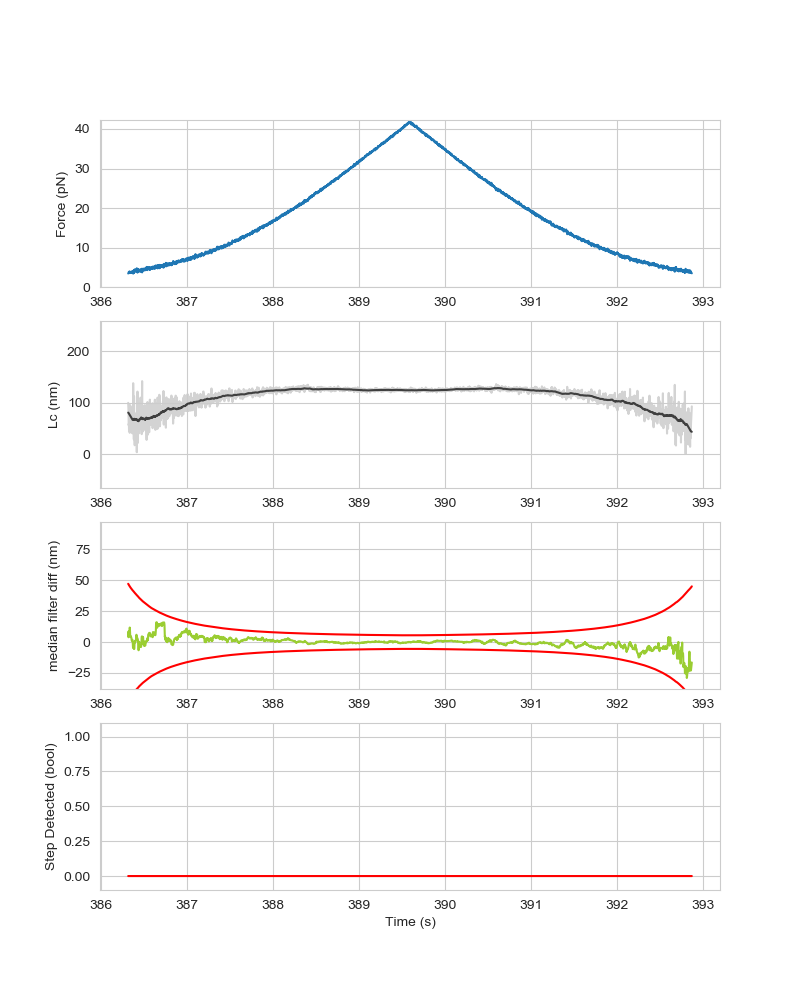 Force (pN)
40
30
20
10
0
386 387 388 389 390 391 392 393
Lc (nm)
200
100
0
386 387 388 389 390 391 392 393
median filter diff (nm)
75
50
25
0
−25
386 387 388 389 390 391 392 393
Step Detected (bool)
1.00
0.75
0.50
0.25
0.00
386 387 388 389 390 391 392 393
Time (s)